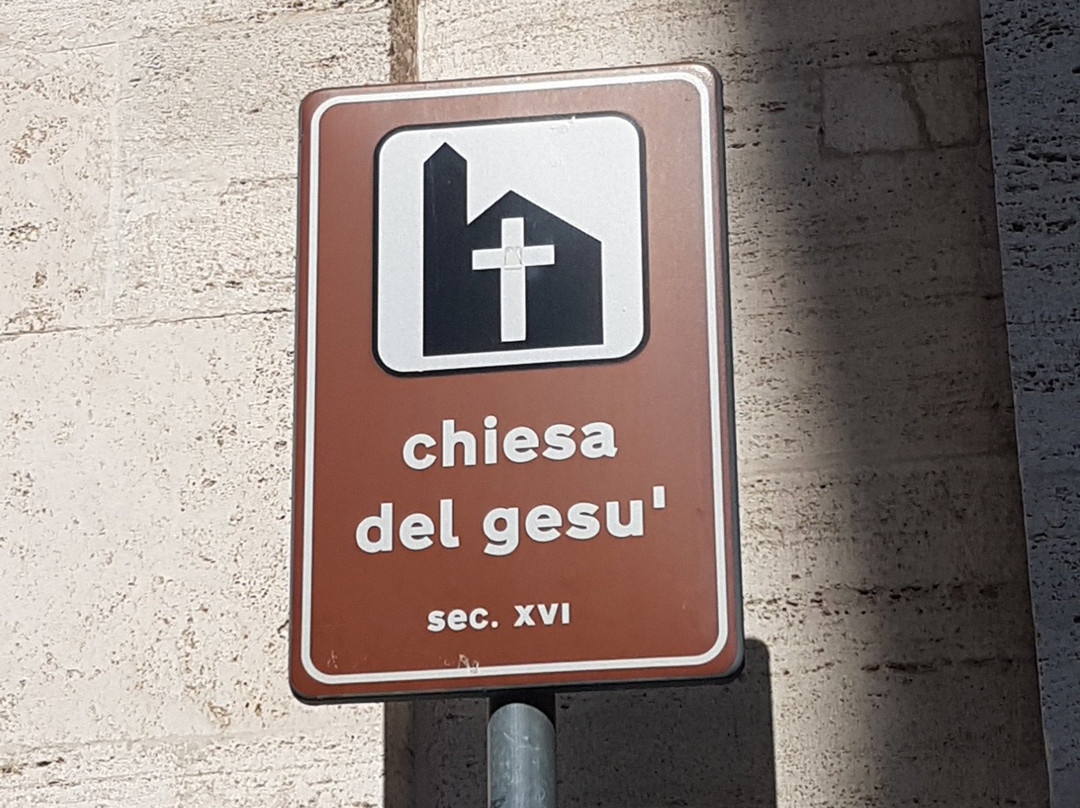 chiesa
del gesu'
sec. XVI